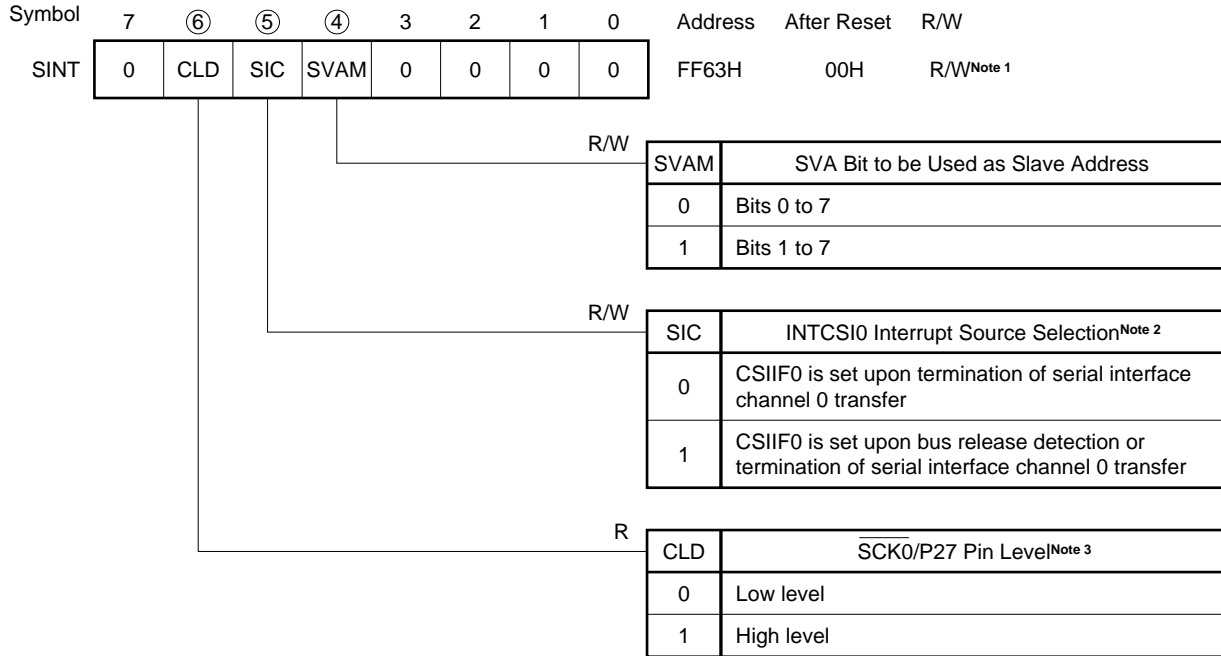 Symbol 7 ⑥ ⑤ ④ 3 2 1 0 Address After Reset R/W
SINT 0 CLD SIC SVAM 0 0 0 0 FF63H 00H R/WNote 1
R/W
SVAM SVA Bit to be Used as Slave Address
0 Bits 0 to 7
1 Bits 1 to 7
R/W
SIC INTCSI0 Interrupt Source SelectionNote 2
0 CSIIF0 is set upon termination of serial interface
channel 0 transfer
1 CSIIF0 is set upon bus release detection or
termination of serial interface channel 0 transfer
R
CLD S̅C̅K̅0̅/P27 Pin LevelNote 3
0 Low level
1 High level